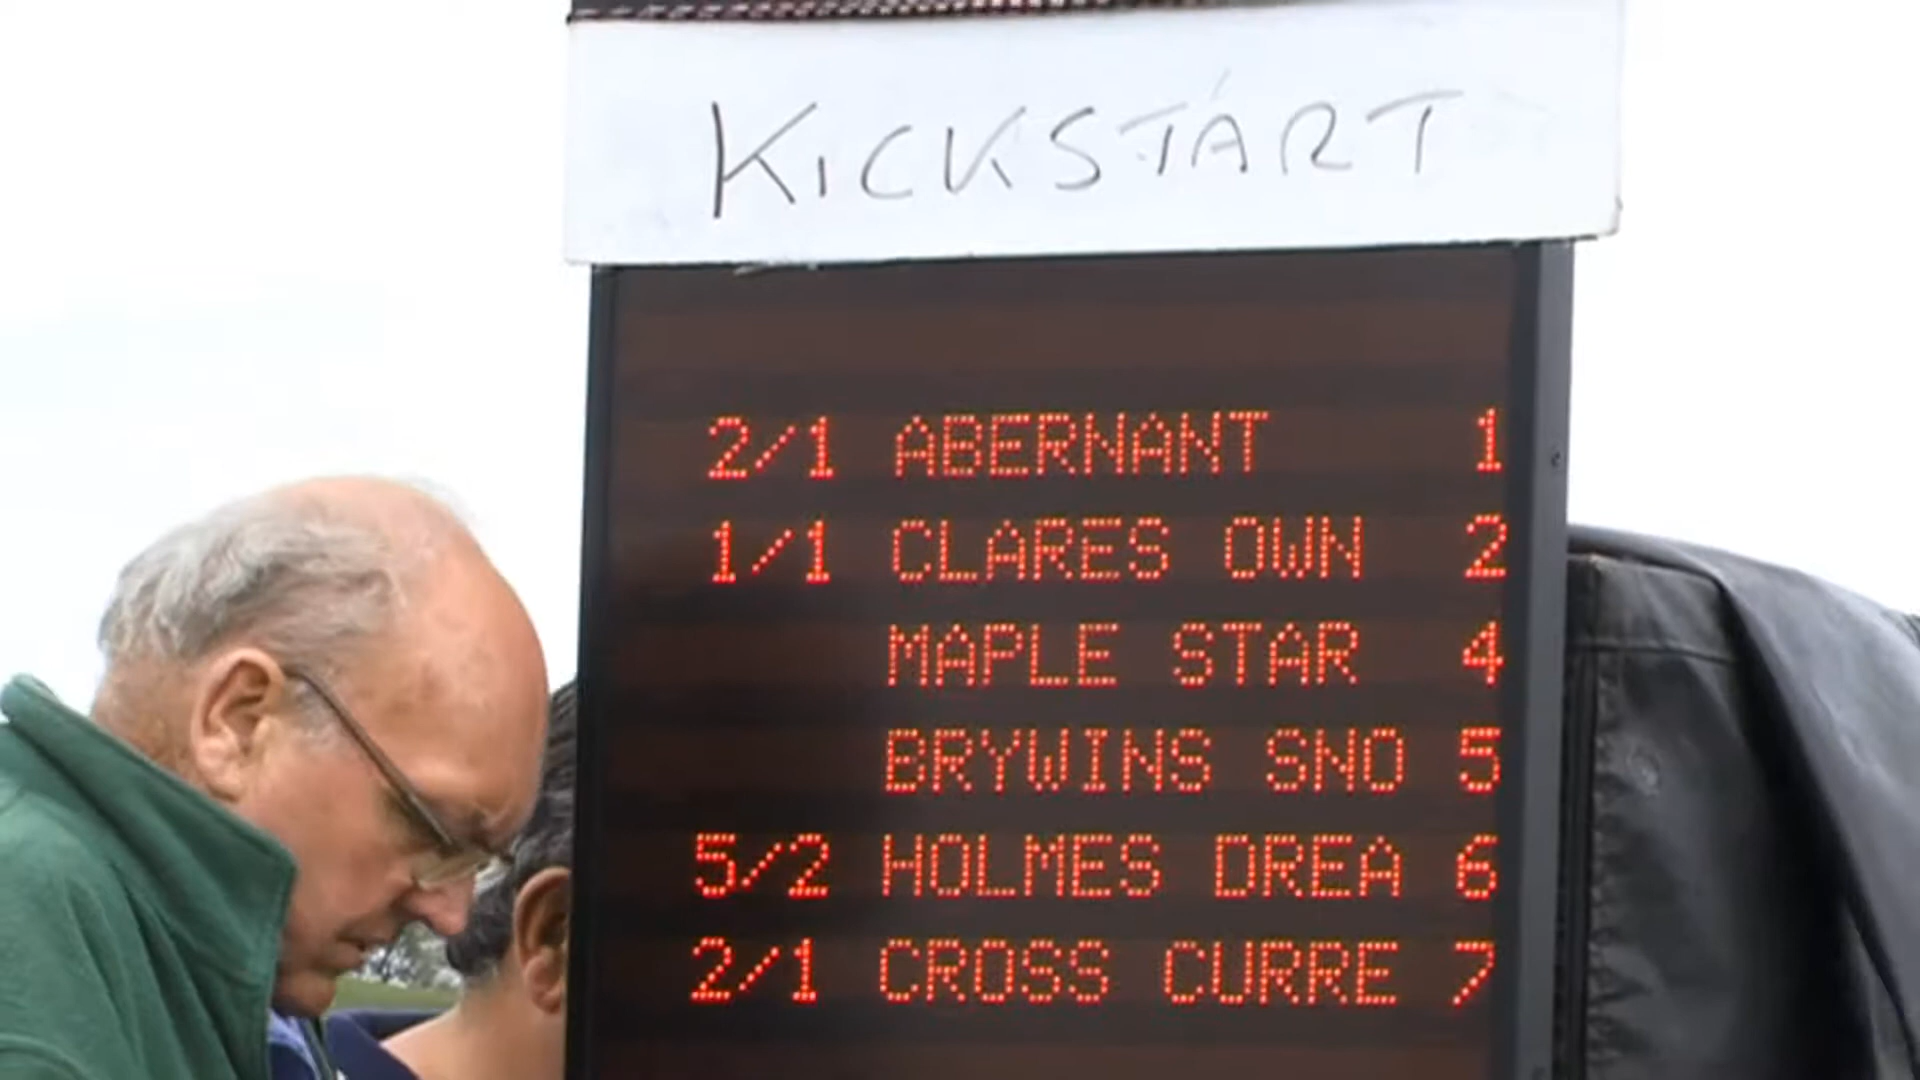 KICKSTART
2/1 ABERNANT 1
1/1 CLARES OWN 2
MAPLE STAR 4
BRYWINS SNO 5
5/2 HOLMES DREA 6
2/1 CROSS CURRE 7